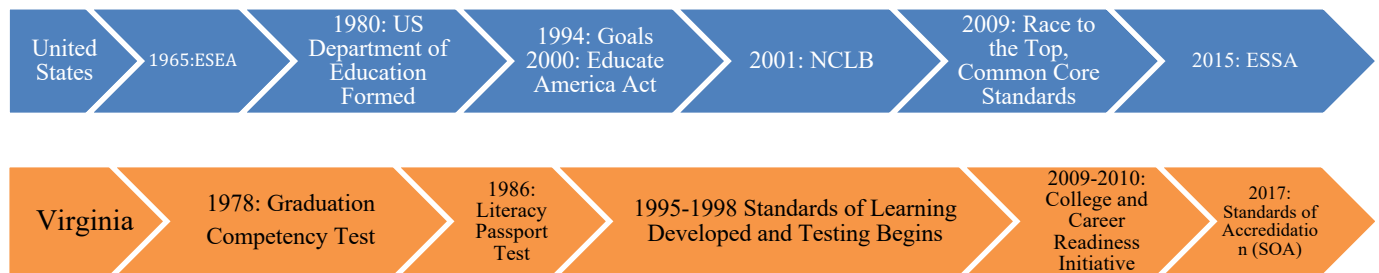 United
States
1965:ESEA
1980: US
Department of
Education
Formed
1994: Goals
2000: Educate
America Act
2001: NCLB
2009: Race to
the Top,
Common Core
Standards
2015: ESSA
Virginia
1978: Graduation
Competency Test
1986:
Literacy
Passport
Test
1995-1998 Standards of Learning
Developed and Testing Begins
2009-2010:
College and
Career
Readiness
Initiative
2017:
Standards of
Accredidatio
n (SOA)